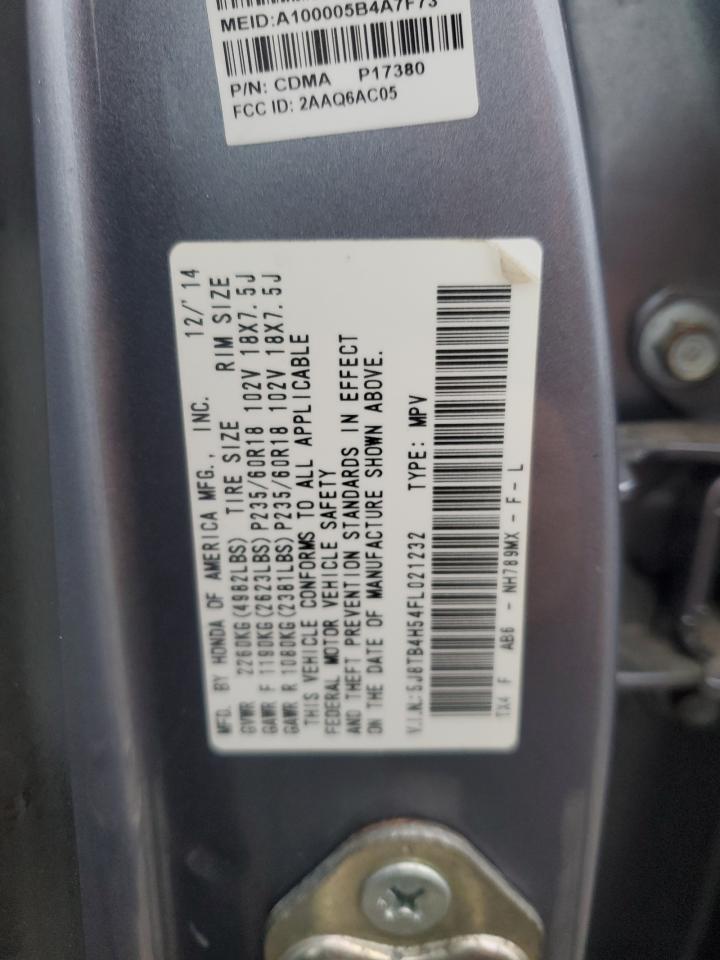 MEID:A100005B4A7F73
P/N: CDMA P17380
FCC ID: 2AAQ6AC05
MFD. BY HONDA OF AMERICA MFG., INC. 12/'14
GVWR 2260KG(4982LBS) TIRE SIZE RIM SIZE
GAWR F 1190KG(2623LBS)P235/60R18 102V 18X7.5J
GAWR R 1080KG(2381LBS)P235/60R18 102V 18X7.5J
THIS VEHICLE CONFORMS TO ALL APPLICABLE
FEDERAL MOTOR VEHICLE SAFETY
AND THEFT PREVENTION STANDARDS IN EFFECT
ON THE DATE OF MANUFACTURE SHOWN ABOVE.
V.I.N.:5J8TB4H54FL021232 TYPE: MPV
TX4 F AB6 - NH789MX - F - L